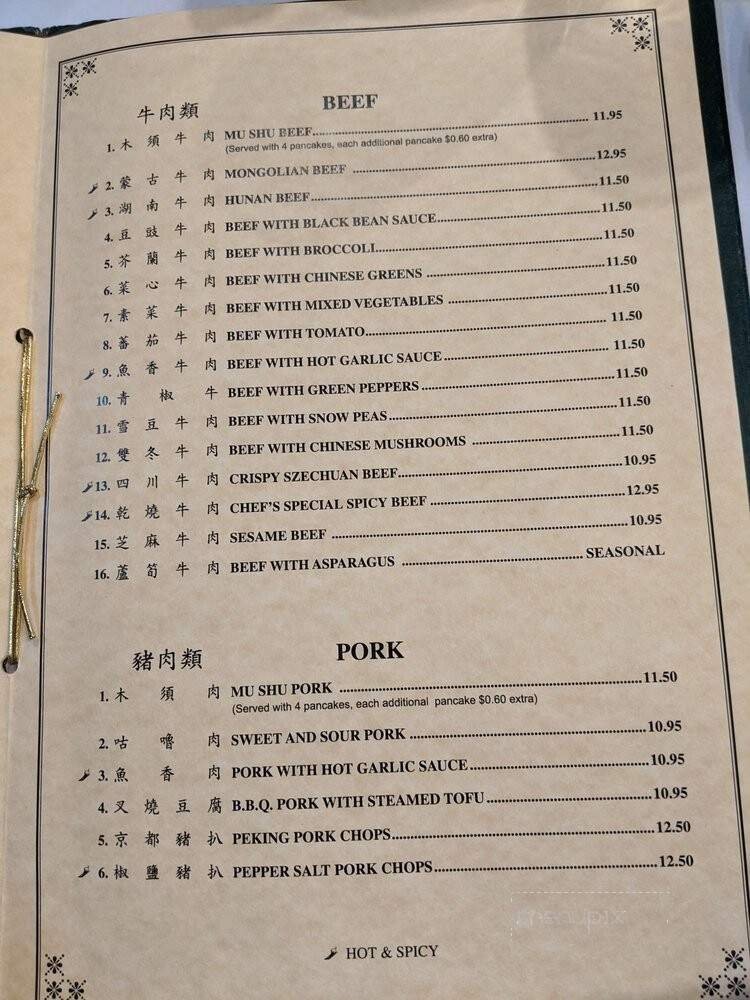 牛肉類 BEEF
1. 木須牛肉 MU SHU BEEF 11.95
(Served with 4 pancakes, each additional pancake $0.60 extra)
2. 蒙古牛肉 MONGOLIAN BEEF 12.95
3. 湖南牛肉 HUNAN BEEF 11.50
4. 豆豉牛肉 BEEF WITH BLACK BEAN SAUCE 11.50
5. 芥蘭牛肉 BEEF WITH BROCCOLI 11.50
6. 菜心牛肉 BEEF WITH CHINESE GREENS 11.50
7. 素菜牛肉 BEEF WITH MIXED VEGETABLES 11.50
8. 蕃茄牛肉 BEEF WITH TOMATO 11.50
9. 魚香牛肉 BEEF WITH HOT GARLIC SAUCE 11.50
10. 青椒牛 BEEF WITH GREEN PEPPERS 11.50
11. 雪豆牛肉 BEEF WITH SNOW PEAS 11.50
12. 雙冬牛肉 BEEF WITH CHINESE MUSHROOMS 11.50
13. 四川牛肉 CRISPY SZECHUAN BEEF 10.95
14. 乾燒牛肉 CHEF'S SPECIAL SPICY BEEF 12.95
15. 芝麻牛肉 SESAME BEEF 10.95
16. 蘆筍牛肉 BEEF WITH ASPARAGUS SEASONAL
豬肉類 PORK
1. 木須肉 MU SHU PORK 11.50
(Served with 4 pancakes, each additional pancake $0.60 extra)
2. 咕嚕肉 SWEET AND SOUR PORK 10.95
3. 魚香肉 PORK WITH HOT GARLIC SAUCE 10.95
4. 叉燒豆腐 B.B.Q. PORK WITH STEAMED TOFU 10.95
5. 京都豬扒 PEKING PORK CHOPS 12.50
6. 椒鹽豬扒 PEPPER SALT PORK CHOPS 12.50
menupix
HOT & SPICY